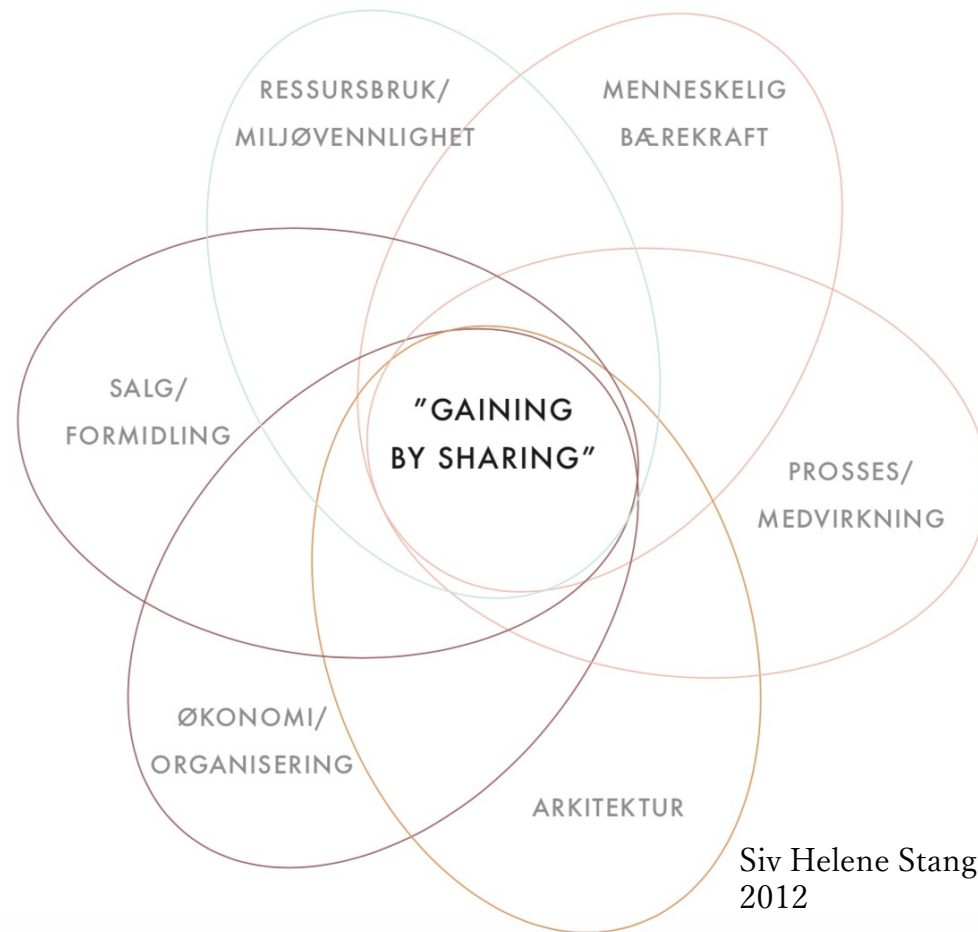 RESSURSBRUK/
MILJØVENNLIGHET
MENNESKELIG
BÆREKRAFT
SALG/
FORMIDLING
"GAINING
BY SHARING"
PROSSES/
MEDVIRKNING
ØKONOMI/
ORGANISERING
ARKITEKTUR
Siv Helene Stang
2012